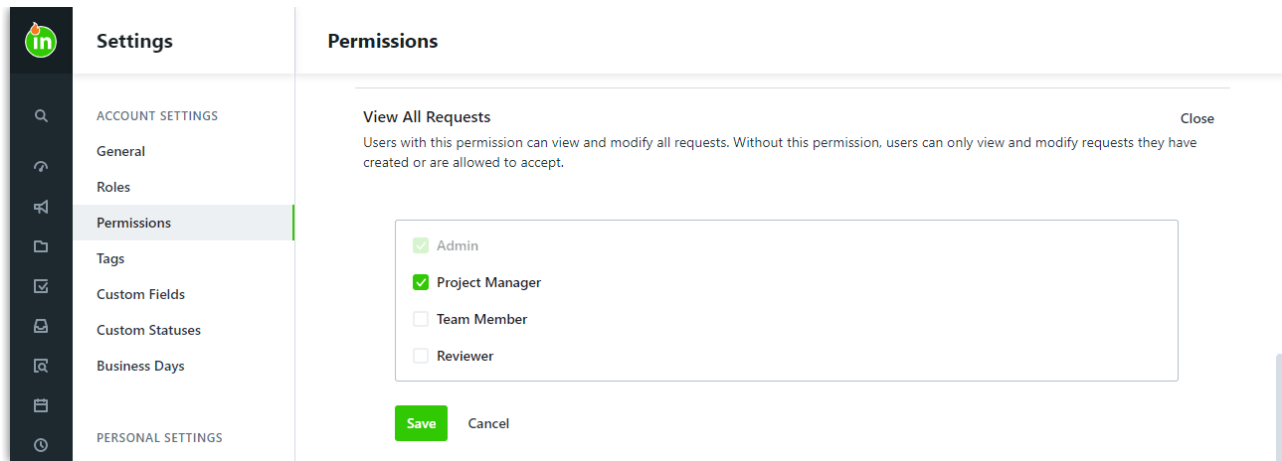 in
Settings
Permissions
ACCOUNT SETTINGS
General
Roles
Permissions
Tags
Custom Fields
Custom Statuses
Business Days
PERSONAL SETTINGS
View All Requests
Close
Users with this permission can view and modify all requests. Without this permission, users can only view and modify requests they have
created or are allowed to accept.
Admin
Project Manager
Team Member
Reviewer
Save Cancel